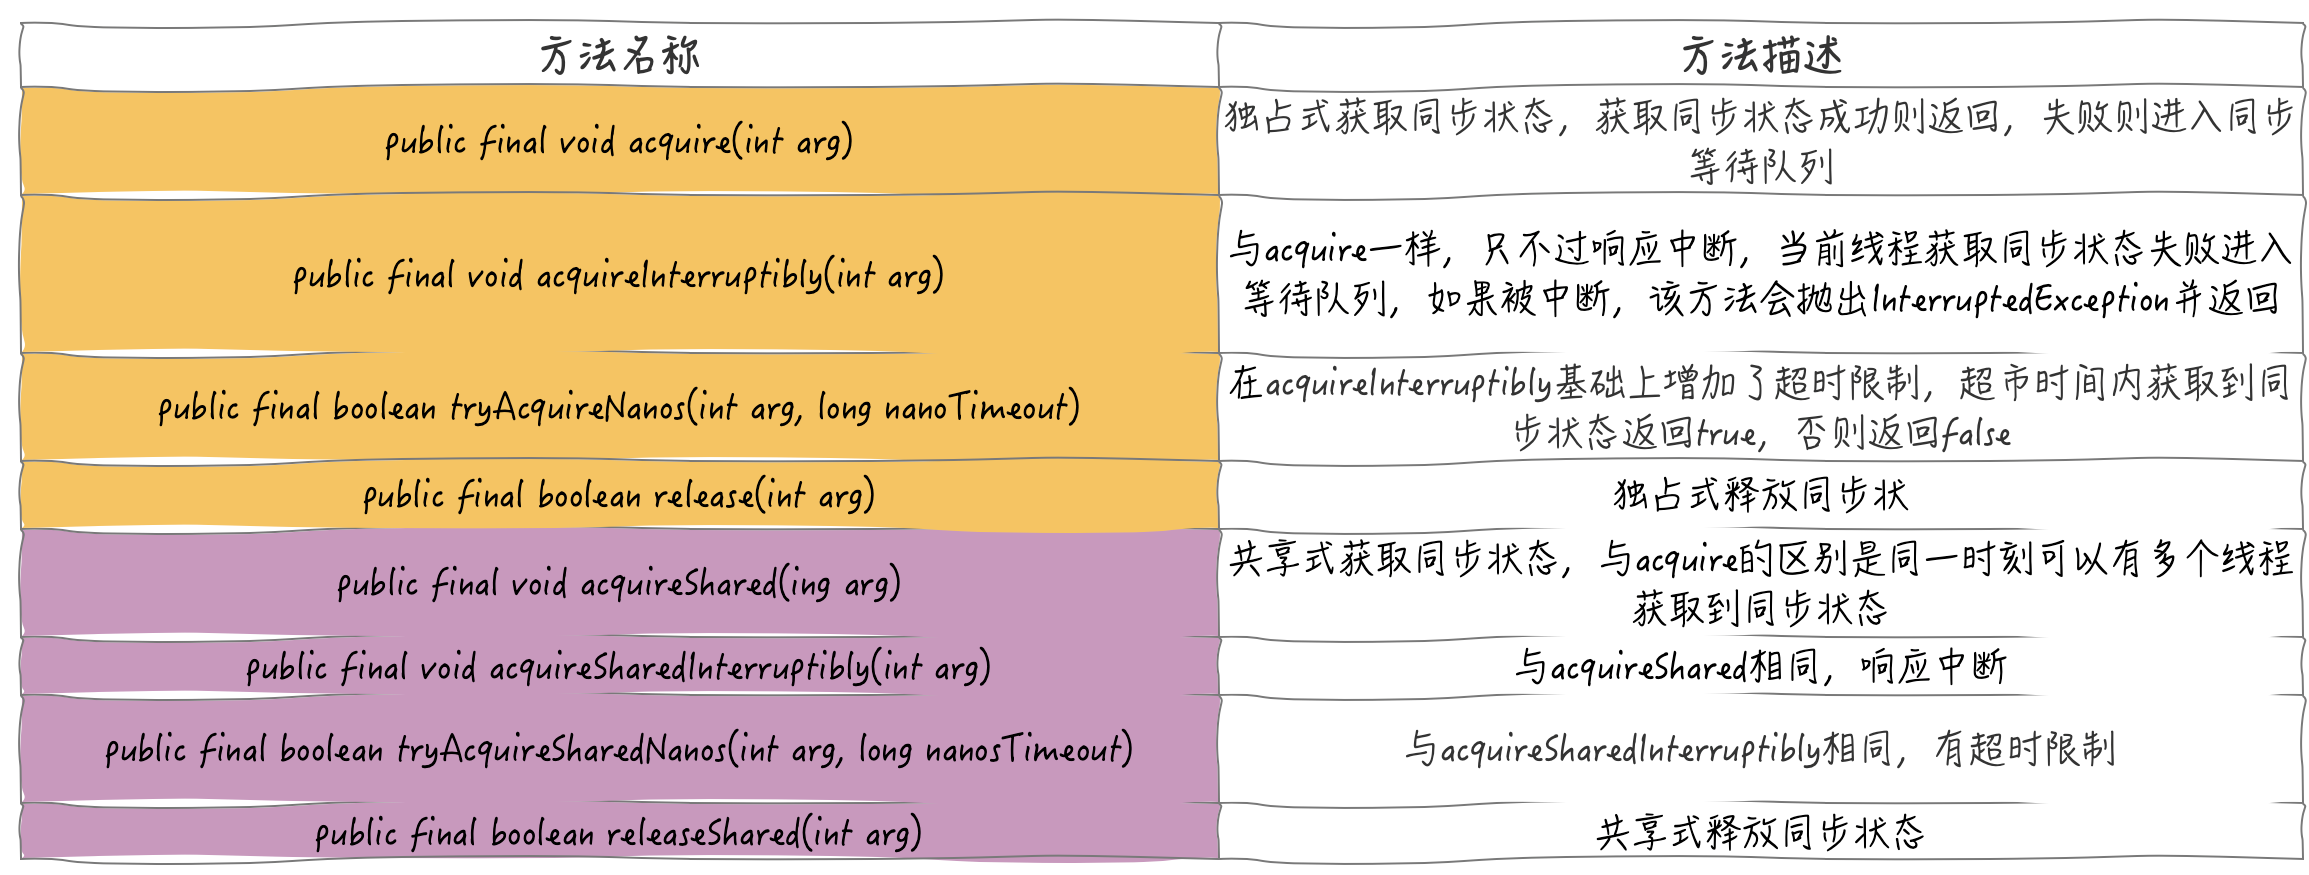 方法名称
方法描述
public final void acquire(int arg)
独占式获取同步状态，获取同步状态成功则返回，失败则进入同步
等待队列
public final void acquireInterruptibly(int arg)
与acquire一样，只不过响应中断，当前线程获取同步状态失败进入
等待队列，如果被中断，该方法会抛出InterruptedException并返回
public final boolean tryAcquireNanos(int arg, long nanoTimeout)
在acquireInterruptibly基础上增加了超时限制，超市时间内获取到同
步状态返回true，否则返回false
public final boolean release(int arg)
独占式释放同步状
public final void acquireShared(ing arg)
共享式获取同步状态，与acquire的区别是同一时刻可以有多个线程
获取到同步状态
public final void acquireSharedInterruptibly(int arg)
与acquireShared相同，响应中断
public final boolean tryAcquireSharedNanos(int arg, long nanosTimeout)
与acquireSharedInterruptibly相同，有超时限制
public final boolean releaseShared(int arg)
共享式释放同步状态